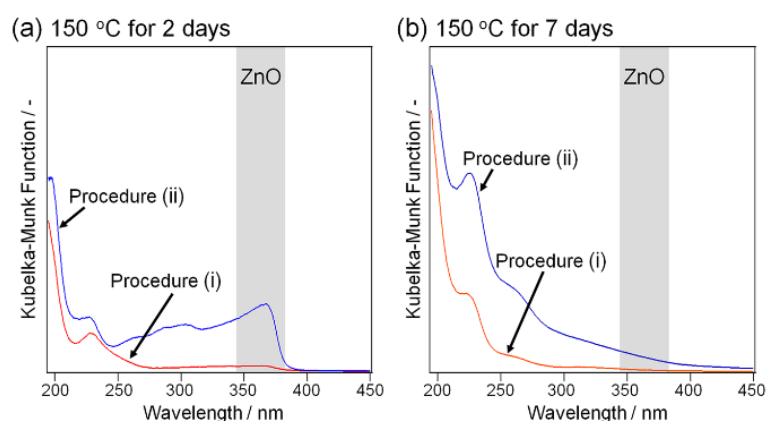 (a) 150 °C for 2 days
ZnO
Procedure (ii)
Procedure (i)
Kubelka-Munk Function / -
200 250 300 350 400 450
Wavelength / nm
(b) 150 °C for 7 days
ZnO
Procedure (ii)
Procedure (i)
Kubelka-Munk Function / -
200 250 300 350 400 450
Wavelength / nm